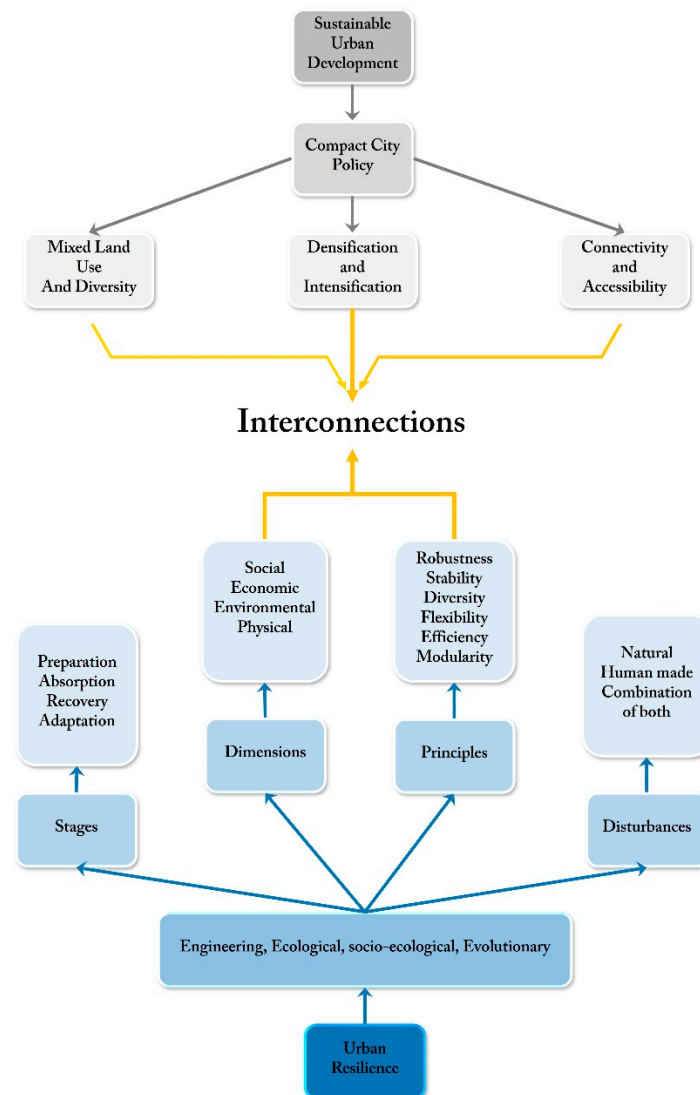 Sustainable
Urban
Development
Compact City
Policy
Mixed Land
Use
And Diversity
Densification
and
Intensification
Connectivity
and
Accessibility
Interconnections
Social
Economic
Environmental
Physical
Robustness
Stability
Diversity
Flexibility
Efficiency
Modularity
Preparation
Absorption
Recovery
Adaptation
Natural
Human made
Combination
of both
Dimensions
Principles
Stages
Disturbances
Engineering, Ecological, socio-ecological, Evolutionary
Urban
Resilience